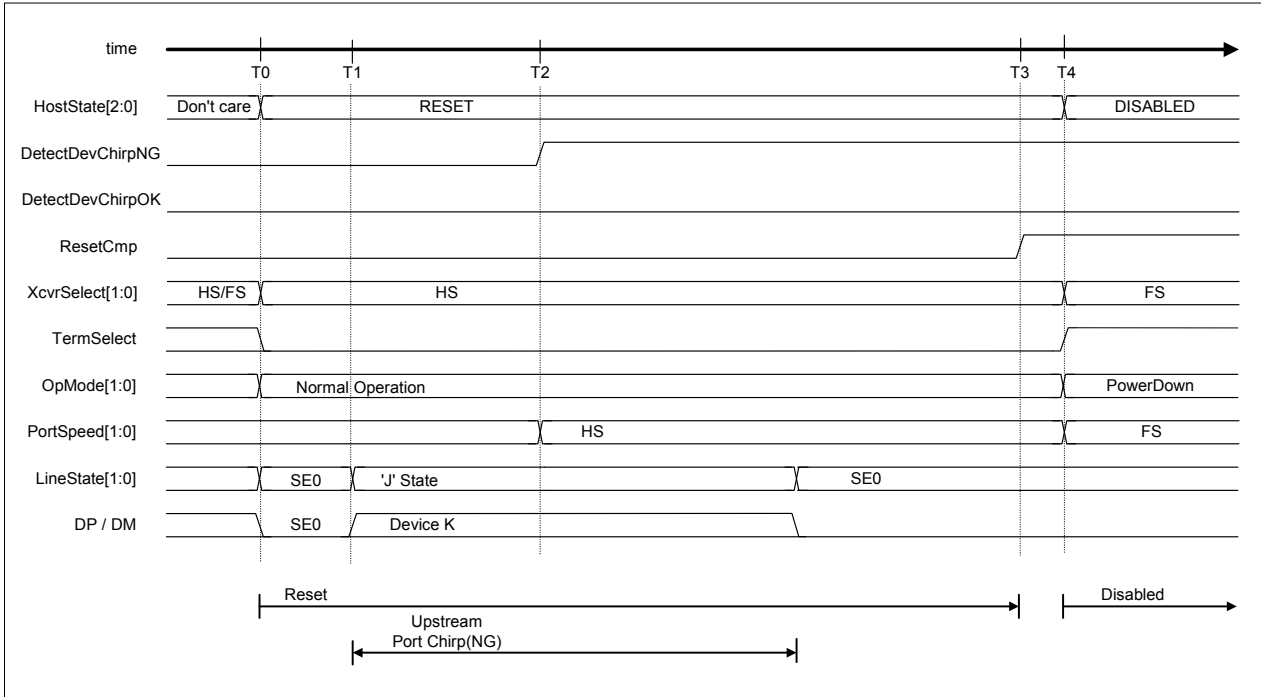 time
T0 T1 T2 T3 T4
HostState[2:0] Don't care RESET DISABLED
DetectDevChirpNG
DetectDevChirpOK
ResetCmp
XcvrSelect[1:0] HS/FS HS FS
TermSelect
OpMode[1:0] Normal Operation PowerDown
PortSpeed[1:0] HS FS
LineState[1:0] SE0 'J' State SE0
DP / DM SE0 Device K
Reset Disabled
Upstream
Port Chirp(NG)